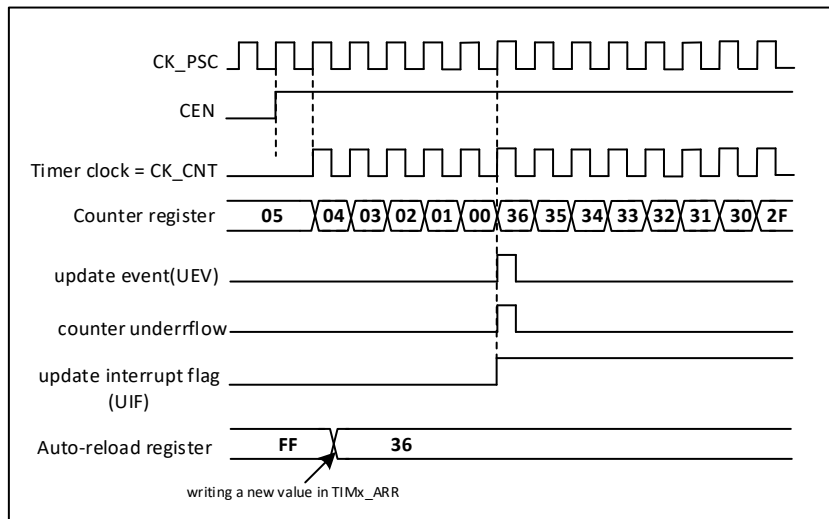 CK_PSC
CEN
Timer clock = CK_CNT
Counter register 05 04 03 02 01 00 36 35 34 33 32 31 30 2F
update event(UEV)
counter underrflow
update interrupt flag
(UIF)
Auto-reload register FF 36
writing a new value in TIMx_ARR